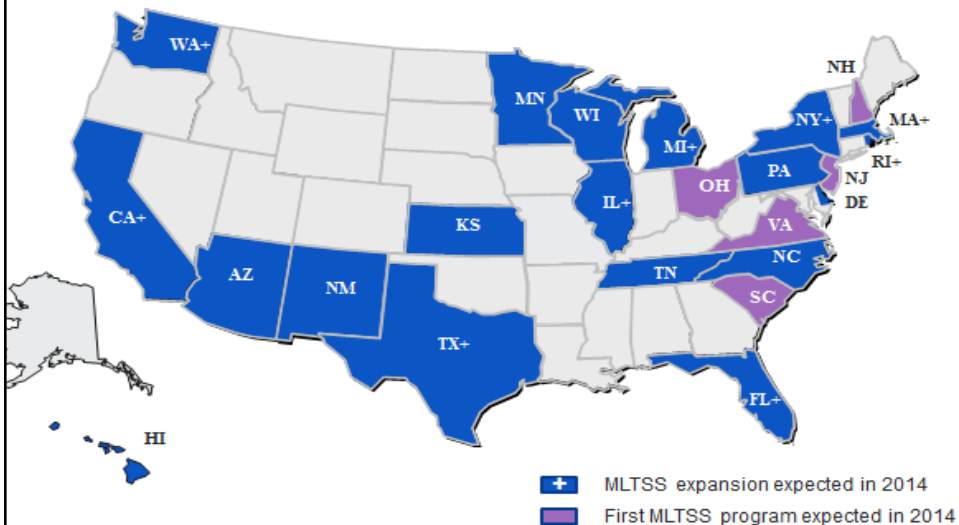 WA+
NH
MN
WI
NY+
MA+
MI+
RI+
PA
OH
NJ
IL+
DE
CA+
KS
VA
NC
AZ
TN
NM
SC
TX+
FL+
HI
+ MLTSS expansion expected in 2014
First MLTSS program expected in 2014